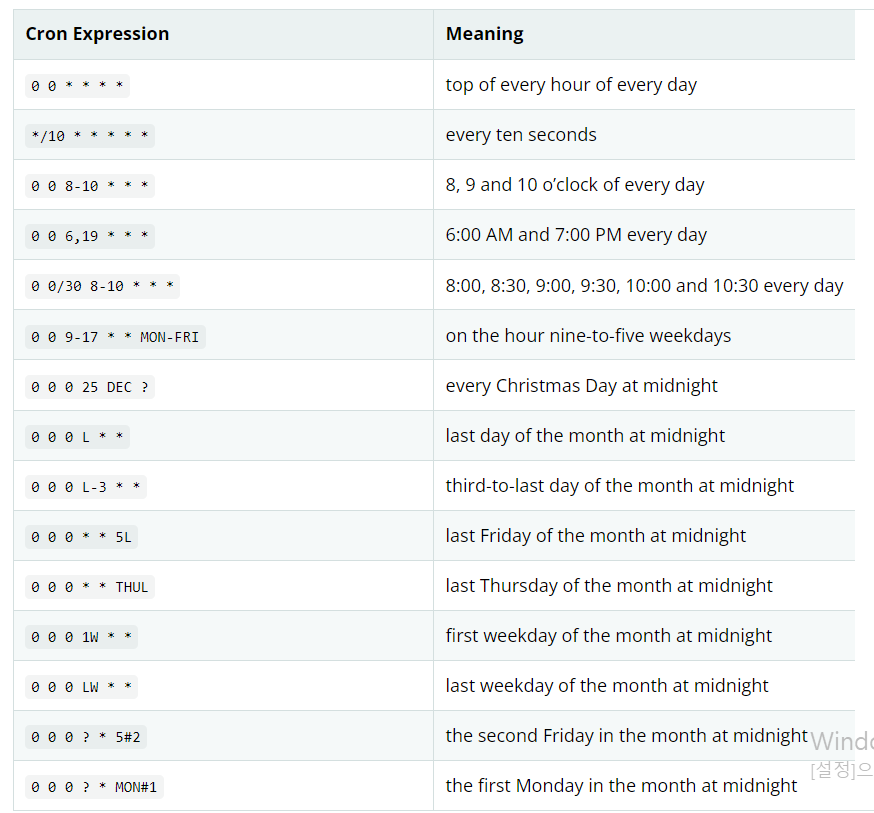 Cron Expression Meaning
0 0 * * * * top of every hour of every day
*/10 * * * * * every ten seconds
0 0 8-10 * * * 8, 9 and 10 o’clock of every day
0 0 6,19 * * * 6:00 AM and 7:00 PM every day
0 0/30 8-10 * * * 8:00, 8:30, 9:00, 9:30, 10:00 and 10:30 every day
0 0 9-17 * * MON-FRI on the hour nine-to-five weekdays
0 0 0 25 DEC ? every Christmas Day at midnight
0 0 0 L * * last day of the month at midnight
0 0 0 L-3 * * third-to-last day of the month at midnight
0 0 0 * * 5L last Friday of the month at midnight
0 0 0 * * THUL last Thursday of the month at midnight
0 0 0 1W * * first weekday of the month at midnight
0 0 0 LW * * last weekday of the month at midnight
0 0 0 ? * 5#2 the second Friday in the month at midnight
0 0 0 ? * MON#1 the first Monday in the month at midnight
[설정]으